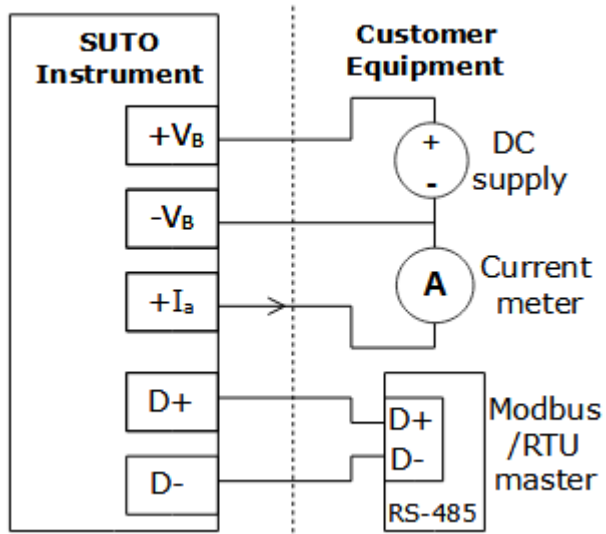 SUTO
Instrument
Customer
Equipment
+VB
-VB
+Ia
D+
D-
+
-
DC
supply
A
Current
meter
D+
D-
RS-485
Modbus
/RTU
master